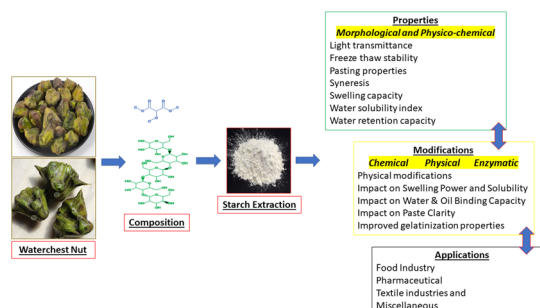 Properties
Morphological and Physico-chemical
Light transmittance
Freeze thaw stability
Pasting properties
Syneresis
Swelling capacity
Water solubility index
Water retention capacity
Waterchest Nut
Composition
Starch Extraction
Modifications
Chemical Physical Enzymatic
Physical modifications
Impact on Swelling Power and Solubility
Impact on Water & Oil Binding Capacity
Impact on Paste Clarity
Improved gelatinization properties
Applications
Food Industry
Pharmaceutical
Textile industries and
Miscellaneous